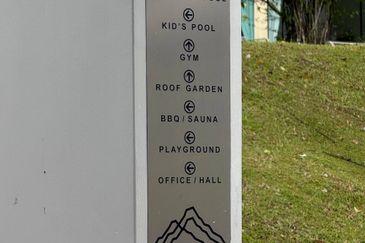 KID'S POOL
GYM
ROOF GARDEN
BBQ / SAUNA
PLAYGROUND
OFFICE / HALL